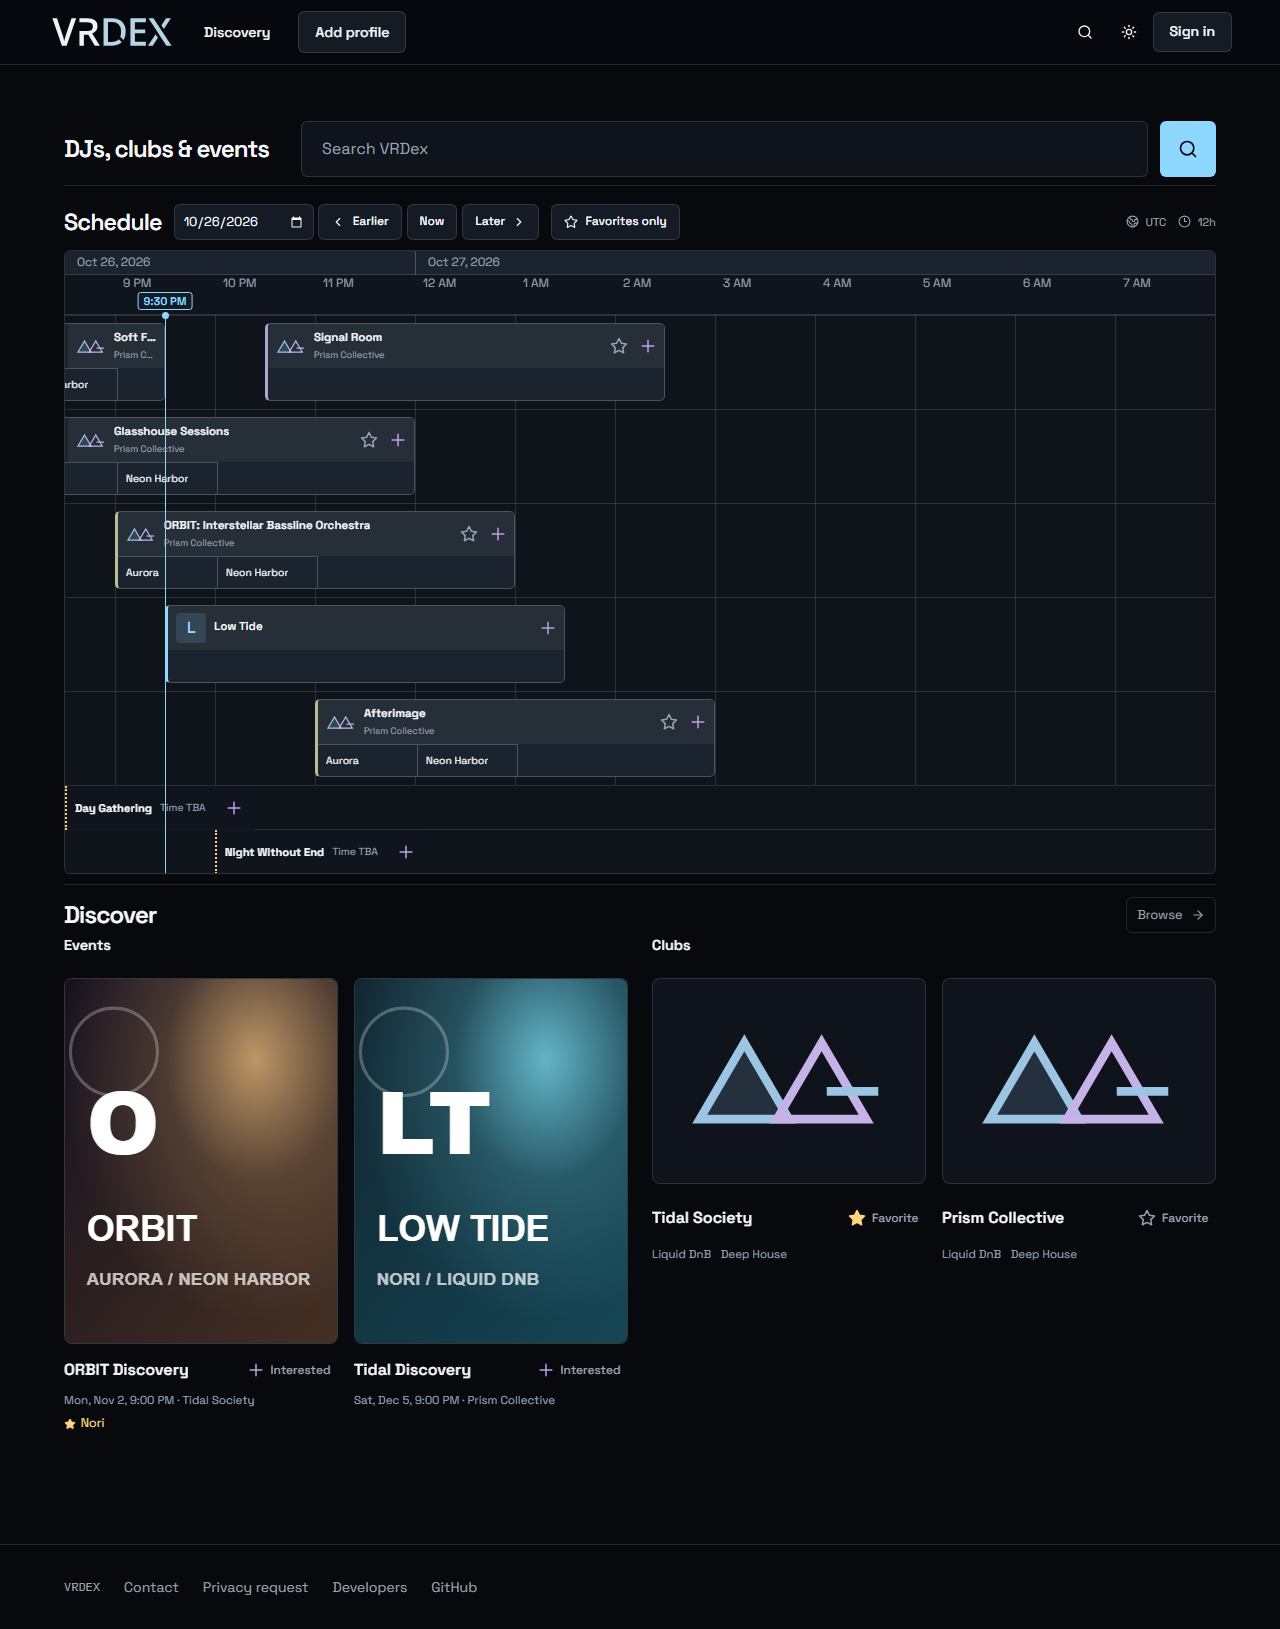 VRDEX
Discovery
Add profile
Sign in
DJs, clubs & events
Search VRDex
Schedule
10/26/2026
Earlier
Now
Later
Favorites only
UTC
12h
Oct 26, 2026
Oct 27, 2026
9 PM
10 PM
11 PM
12 AM
1 AM
2 AM
3 AM
4 AM
5 AM
6 AM
7 AM
9:30 PM
Soft F...
Prism C...
arbor
Signal Room
Prism Collective
Glasshouse Sessions
Prism Collective
Neon Harbor
ORBIT: Interstellar Bassline Orchestra
Prism Collective
Aurora
Neon Harbor
L
Low Tide
Afterimage
Prism Collective
Aurora
Neon Harbor
Day Gathering
Time TBA
Night Without End
Time TBA
Discover
Browse
Events
Clubs
O
ORBIT
AURORA / NEON HARBOR
LT
LOW TIDE
NORI / LIQUID DNB
Tidal Society
Favorite
Liquid DnB
Deep House
Prism Collective
Favorite
Liquid DnB
Deep House
ORBIT Discovery
Interested
Mon, Nov 2, 9:00 PM · Tidal Society
Nori
Tidal Discovery
Interested
Sat, Dec 5, 9:00 PM · Prism Collective
VRDEX
Contact
Privacy request
Developers
GitHub